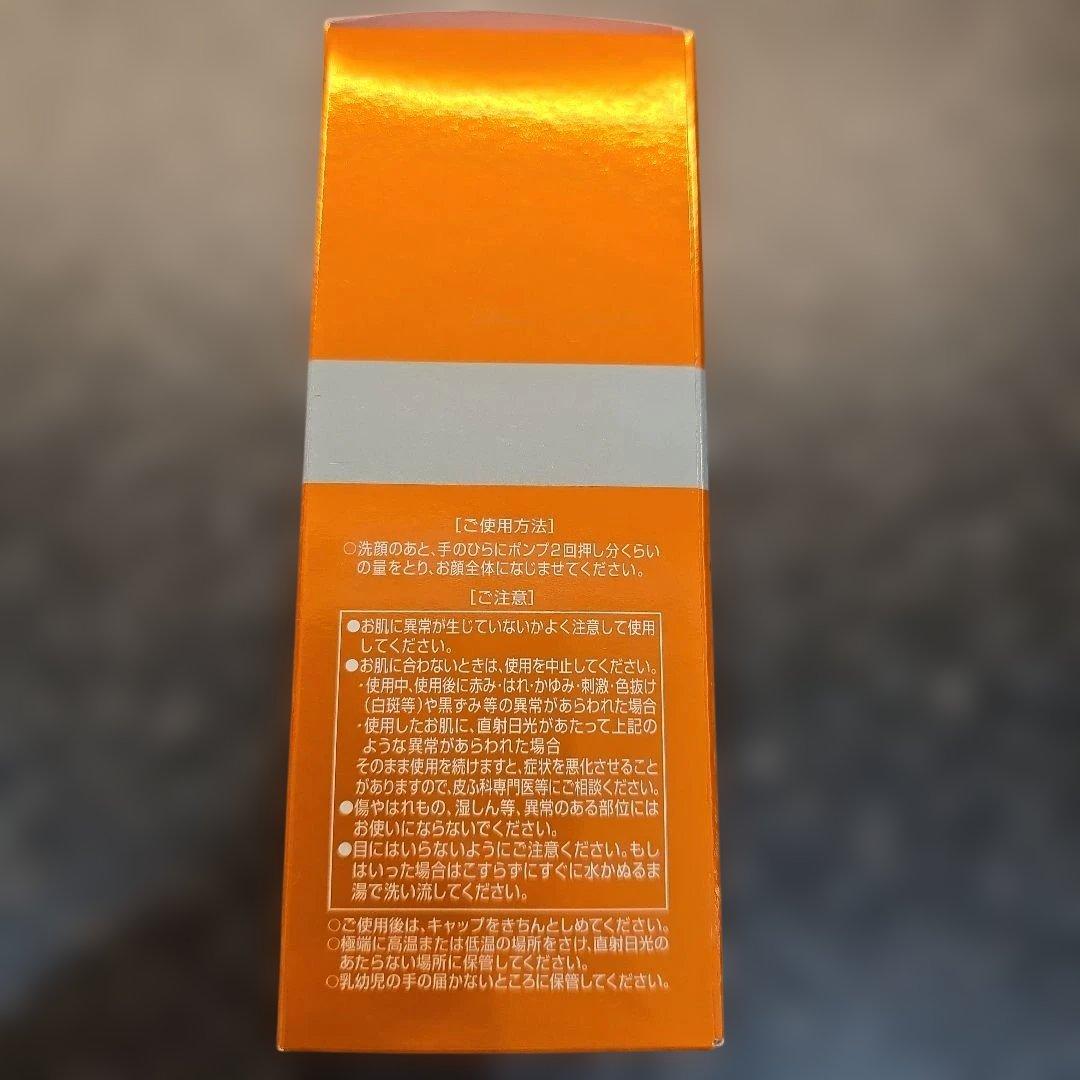 [ご使用方法]
○洗顔のあと、手のひらにポンプ2回押し分くらい
の量をとり、お顔全体になじませてください。
[ご注意]
●お肌に異常が生じていないかよく注意して使用
してください。
●お肌に合わないときは、使用を中止してください。
・使用中、使用後に赤み・はれ・かゆみ・刺激・色抜け
(白斑等)や黒ずみ等の異常があらわれた場合
・使用したお肌に、直射日光があたって上記の
ような異常があらわれた場合
そのまま使用を続けますと、症状を悪化させること
がありますので、皮ふ科専門医等にご相談ください。
●傷やはれもの、湿しん等、異常のある部位には
お使いにならないでください。
●目にはいらないようにご注意ください。もし
はいった場合はこすらずにすぐに水かぬるま
湯で洗い流してください。
○ご使用後は、キャップをきちんとしめてください。
○極端に高温または低温の場所をさけ、直射日光の
あたらない場所に保管してください。
○乳幼児の手の届かないところに保管してください。